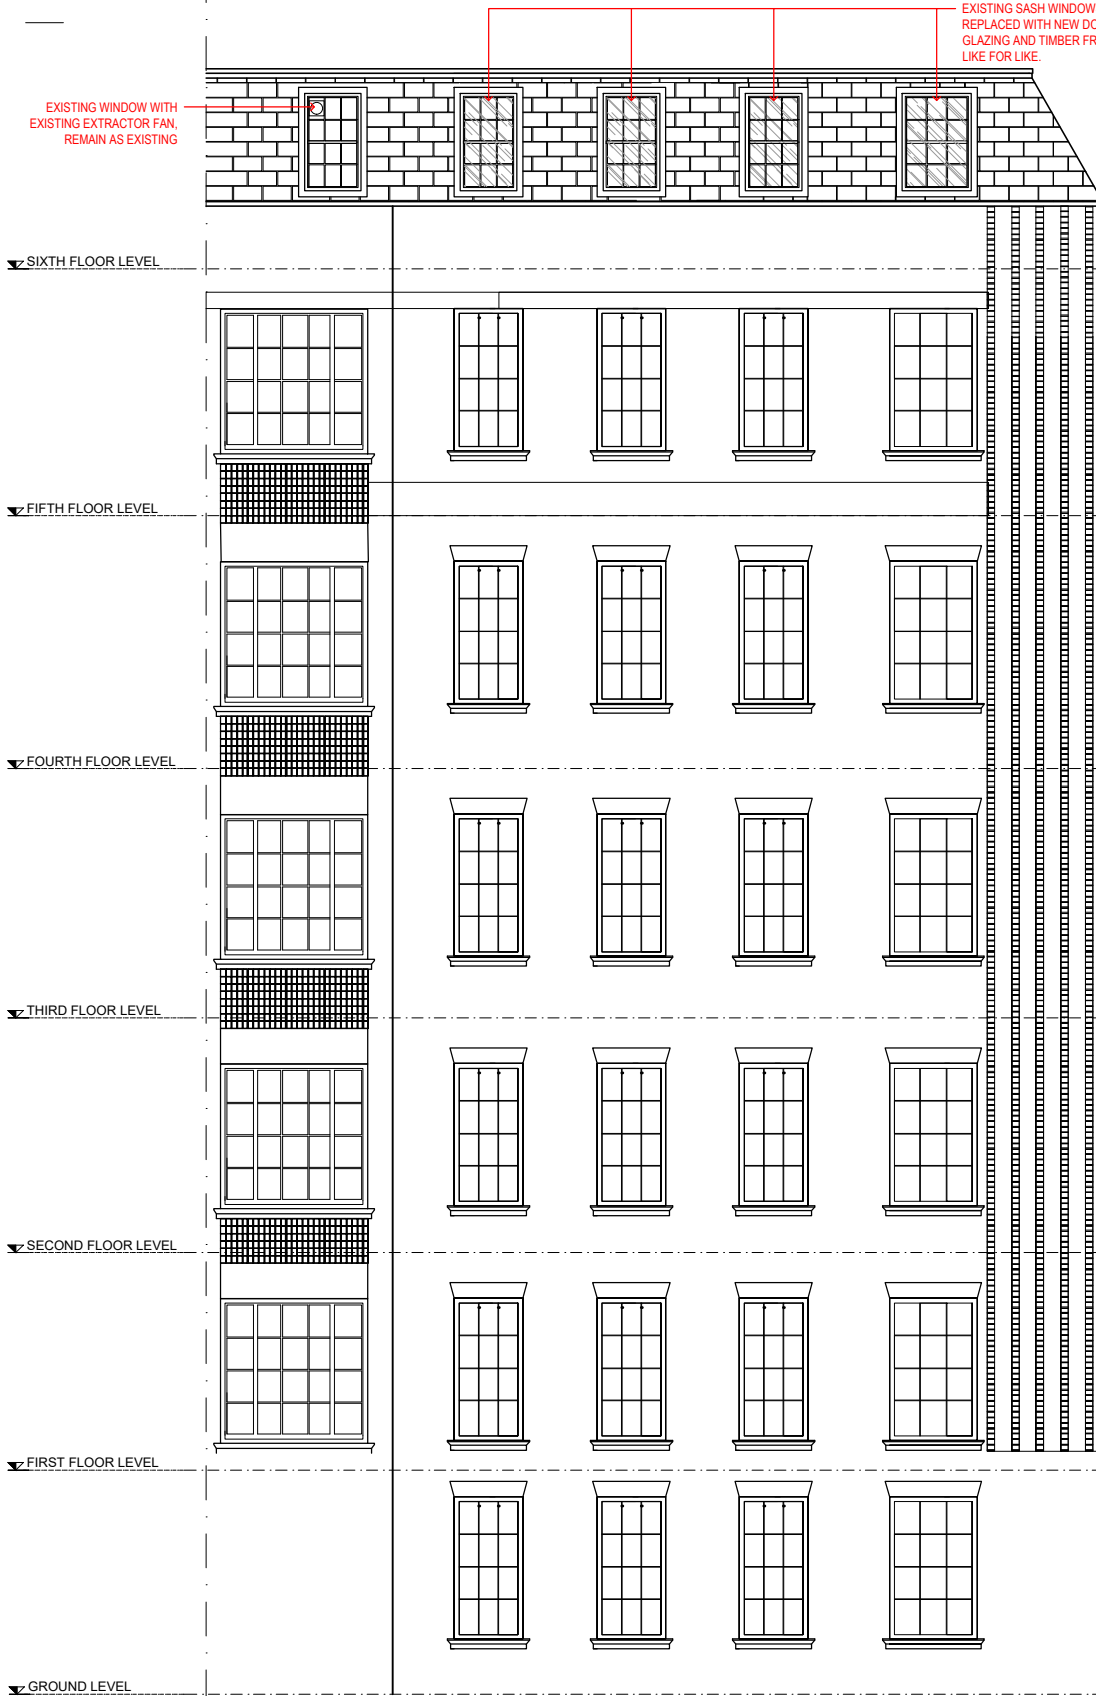 EXISTING SASH WINDOW
REPLACED WITH NEW
GLAZING AND TIMBER
LIKE FOR LIKE.
EXISTING WINDOW WITH
EXISTING EXTRACTOR FAN,
REMAIN AS EXISTING
SIXTH FLOOR LEVEL
FIFTH FLOOR LEVEL
FOURTH FLOOR LEVEL
THIRD FLOOR LEVEL
SECOND FLOOR LEVEL
FIRST FLOOR LEVEL
GROUND LEVEL